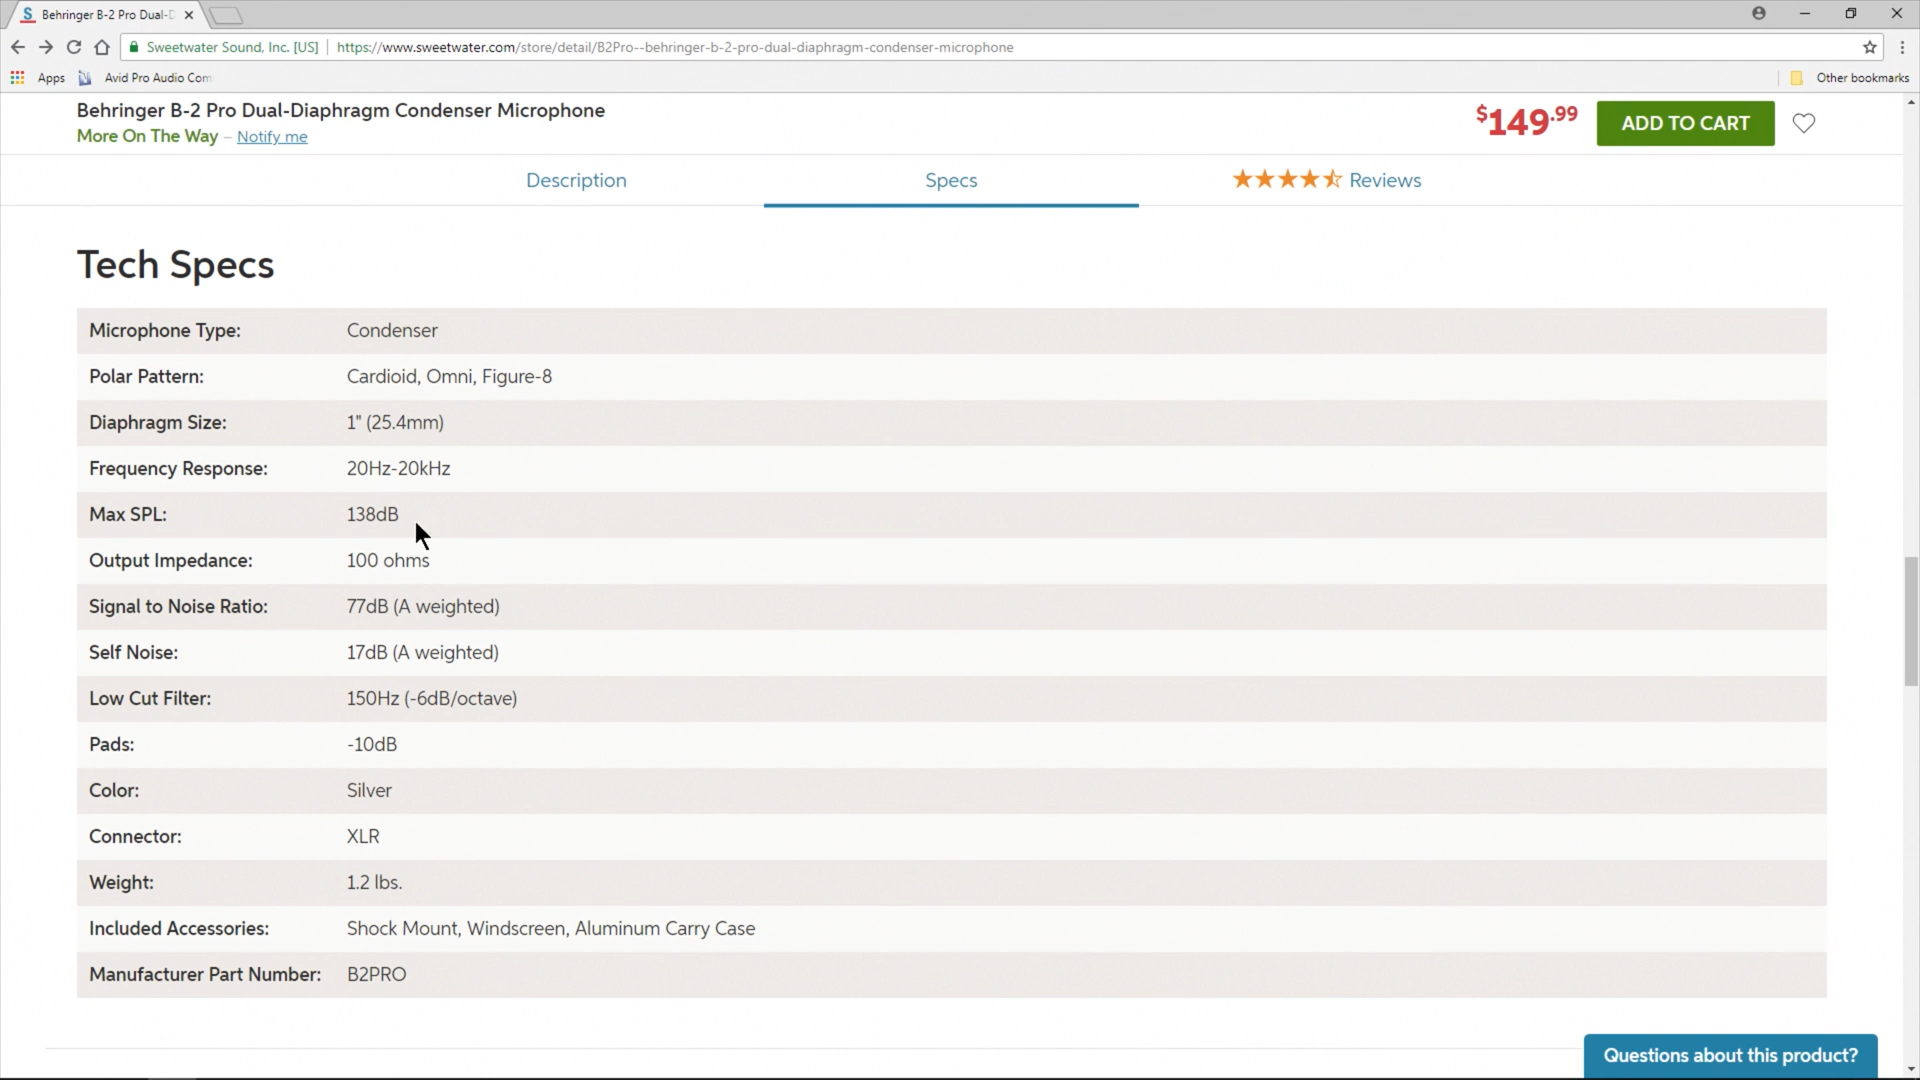 Behringer B-2 Pro Dual-D
Sweetwater Sound, Inc. [US] | https://www.sweetwater.com/store/detail/B2Pro--behringer-b-2-pro-dual-diaphragm-condenser-microphone
Apps Avid Pro Audio Com Other bookmarks
Behringer B-2 Pro Dual-Diaphragm Condenser Microphone
More On The Way – Notify me
$149.99 ADD TO CART
Description Specs Reviews
Tech Specs
Microphone Type: Condenser
Polar Pattern: Cardioid, Omni, Figure-8
Diaphragm Size: 1" (25.4mm)
Frequency Response: 20Hz-20kHz
Max SPL: 138dB
Output Impedance: 100 ohms
Signal to Noise Ratio: 77dB (A weighted)
Self Noise: 17dB (A weighted)
Low Cut Filter: 150Hz (-6dB/octave)
Pads: -10dB
Color: Silver
Connector: XLR
Weight: 1.2 lbs.
Included Accessories: Shock Mount, Windscreen, Aluminum Carry Case
Manufacturer Part Number: B2PRO
Questions about this product?